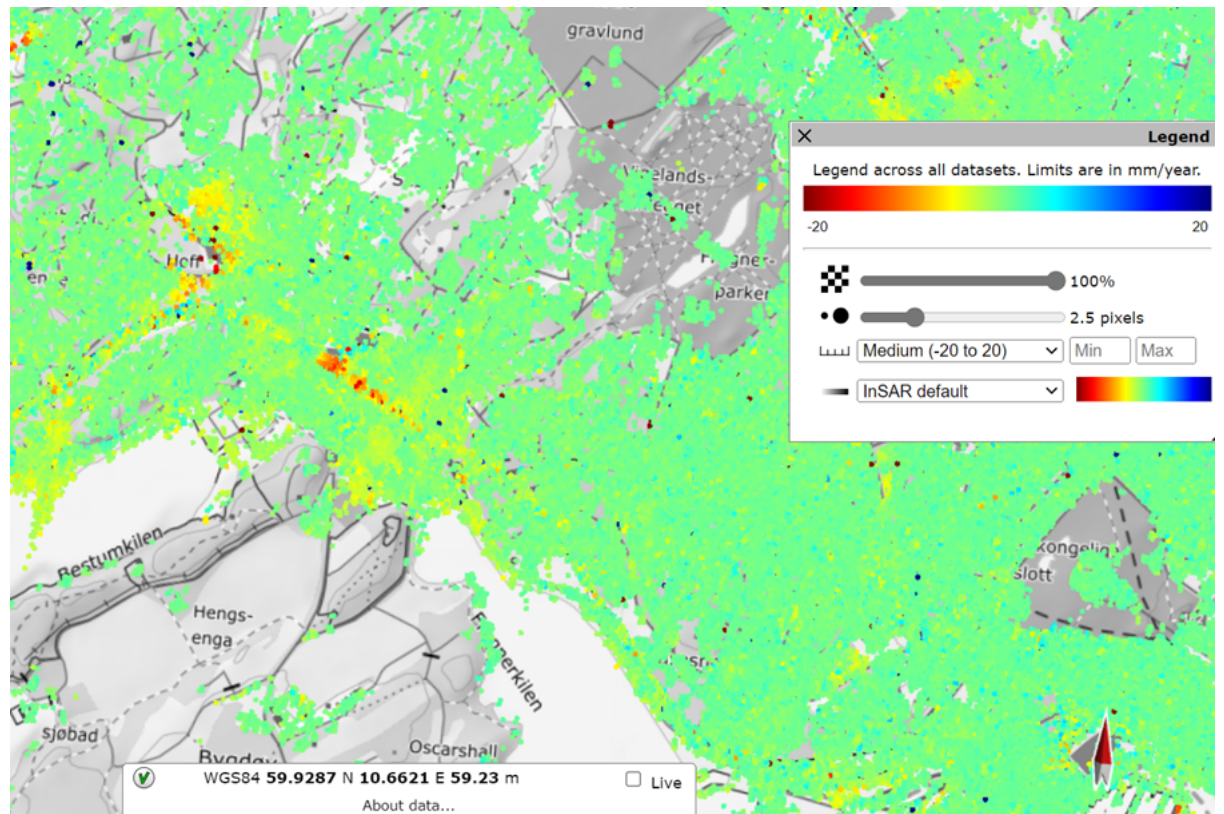 gravlund
Legend
Legend across all datasets. Limits are in mm/year.
-20
20
100%
2.5 pixels
Medium (-20 to 20)
Min
Max
InSAR default
Hoff
en
parken
slott
Bestumkilen
Hengs-
enga
sjøbad
Oscarshall
WGS84 59.9287 N 10.6621 E 59.23 m
Live
About data...